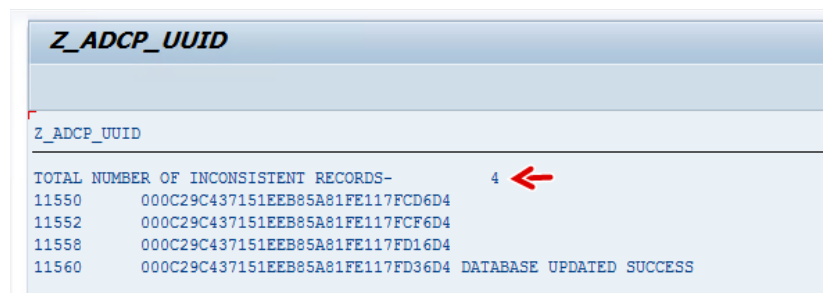 Z_ADCP_UUID
Z_ADCP_UUID
TOTAL NUMBER OF INCONSISTENT RECORDS- 4
11550 000C29C437151EEB85A81FE117FCD6D4
11552 000C29C437151EEB85A81FE117FCF6D4
11558 000C29C437151EEB85A81FE117FD16D4
11560 000C29C437151EEB85A81FE117FD36D4 DATABASE UPDATED SUCCESS